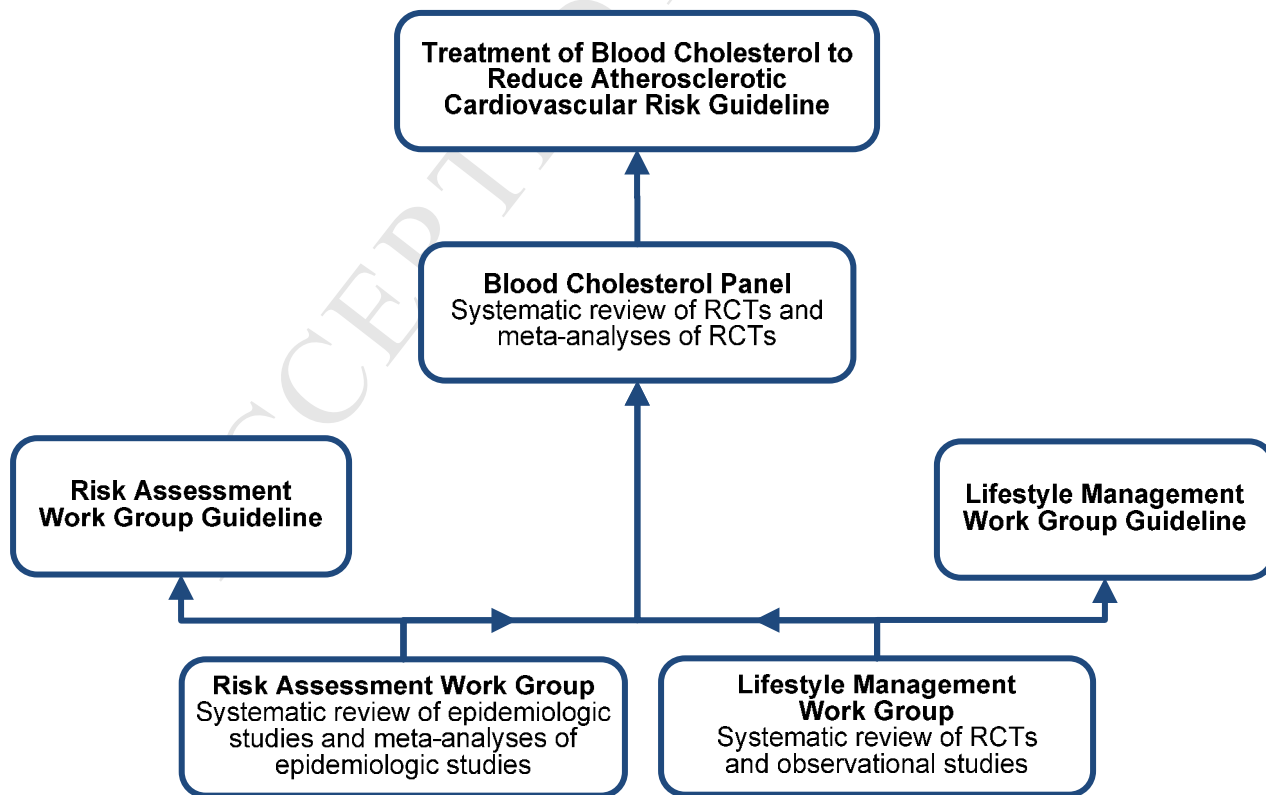 Treatment of Blood Cholesterol to
Reduce Atherosclerotic
Cardiovascular Risk Guideline
Blood Cholesterol Panel
Systematic review of RCTs and
meta-analyses of RCTs
Risk Assessment
Work Group Guideline
Lifestyle Management
Work Group Guideline
Risk Assessment Work Group
Systematic review of epidemiologic
studies and meta-analyses of
epidemiologic studies
Lifestyle Management
Work Group
Systematic review of RCTs
and observational studies